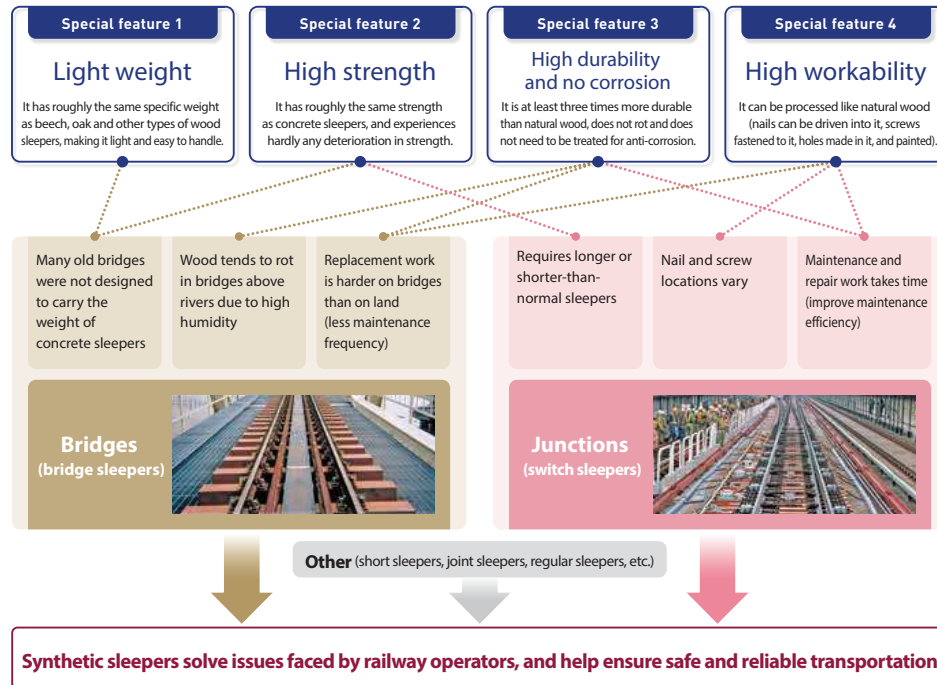 Special feature 1
Light weight
It has roughly the same specific weight
as beech, oak and other types of wood
sleepers, making it light and easy to handle.
Special feature 2
High strength
It has roughly the same strength
as concrete sleepers, and experiences
hardly any deterioration in strength.
Special feature 3
High durability
and no corrosion
It is at least three times more durable
than natural wood, does not rot and does
not need to be treated for anti-corrosion.
Special feature 4
High workability
It can be processed like natural wood
(nails can be driven into it, screws
fastened to it, holes made in it, and painted).
Many old bridges
were not designed
to carry the
weight of
concrete sleepers
Wood tends to rot
in bridges above
rivers due to high
humidity
Replacement work
is harder on bridges
than on land
(less maintenance
frequency)
Requires longer or
shorter-than-
normal sleepers
Nail and screw
locations vary
Maintenance and
repair work takes time
(improve maintenance
efficiency)
Bridges
(bridge sleepers)
Junctions
(switch sleepers)
Other (short sleepers, joint sleepers, regular sleepers, etc.)
Synthetic sleepers solve issues faced by railway operators, and help ensure safe and reliable transportation